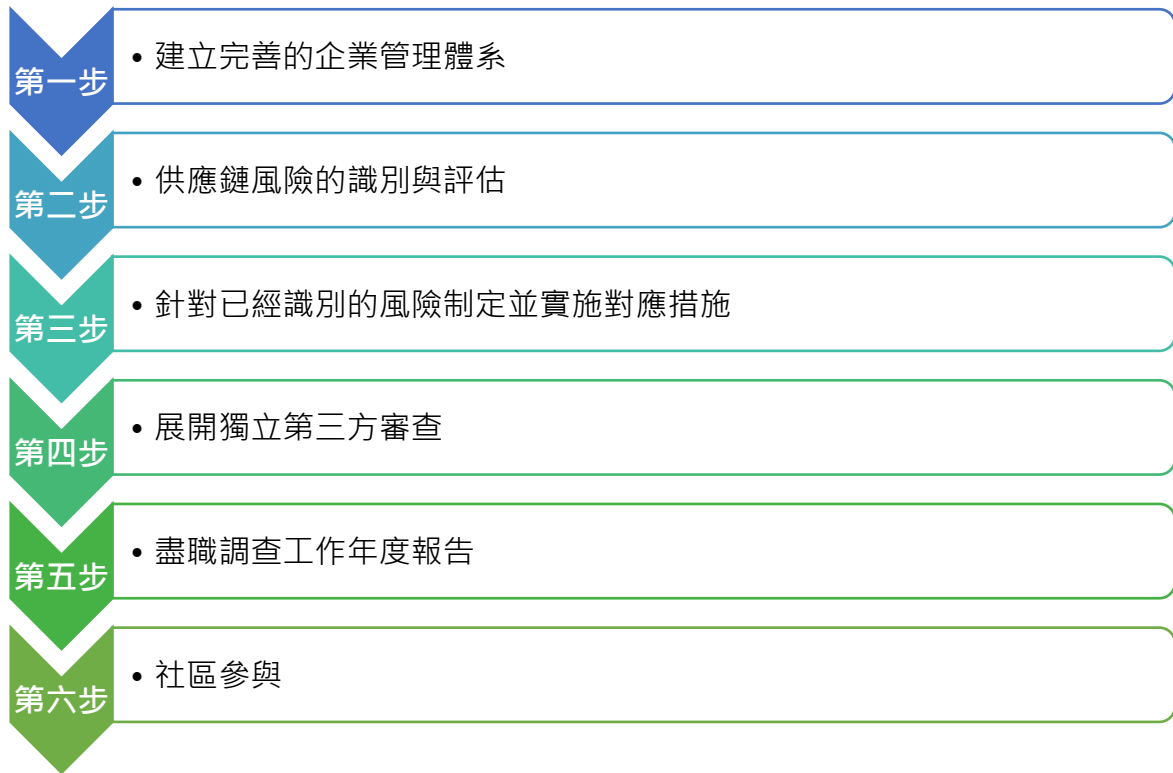 第一步
• 建立完善的企業管理體系
第二步
• 供應鏈風險的識別與評估
第三步
• 針對已經識別的風險制定並實施對應措施
第四步
• 展開獨立第三方審查
第五步
• 盡職調查工作年度報告
第六步
• 社區參與